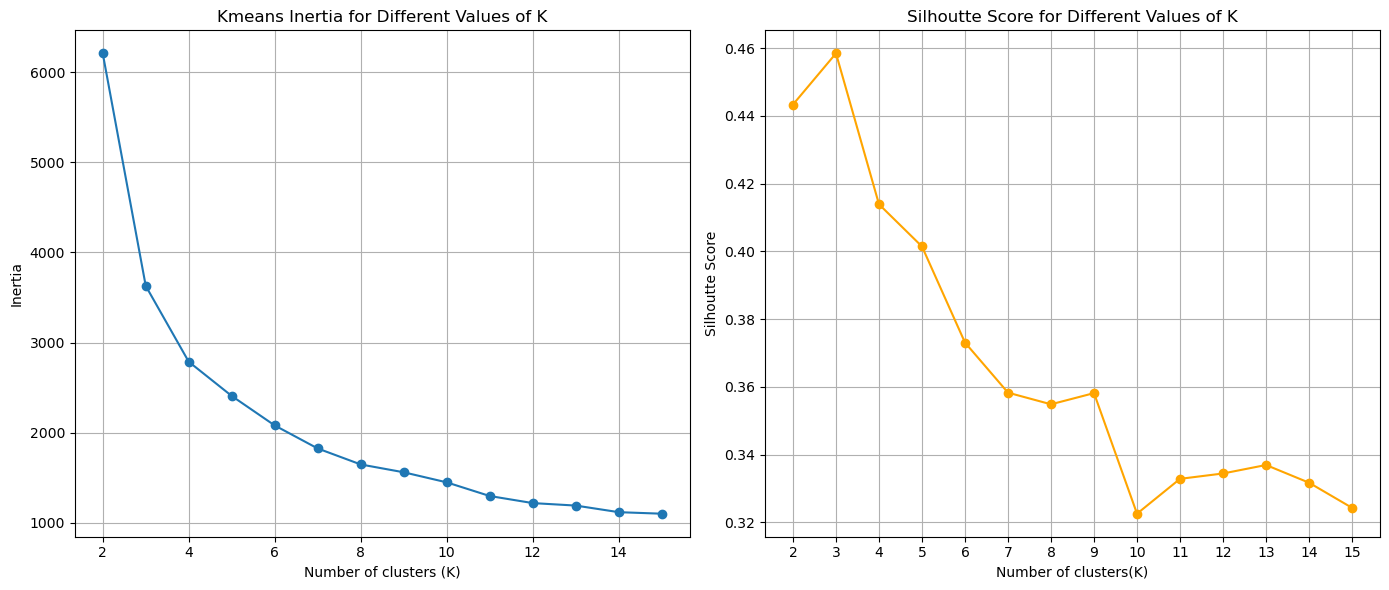 Kmeans Inertia for Different Values of K
6000
5000
4000
3000
2000
1000
Inertia
2 4 6 8 10 12 14
Number of clusters (K)
Silhoutte Score for Different Values of K
0.46
0.44
0.42
0.40
0.38
0.36
0.34
0.32
Silhoutte Score
2 3 4 5 6 7 8 9 10 11 12 13 14 15
Number of clusters(K)